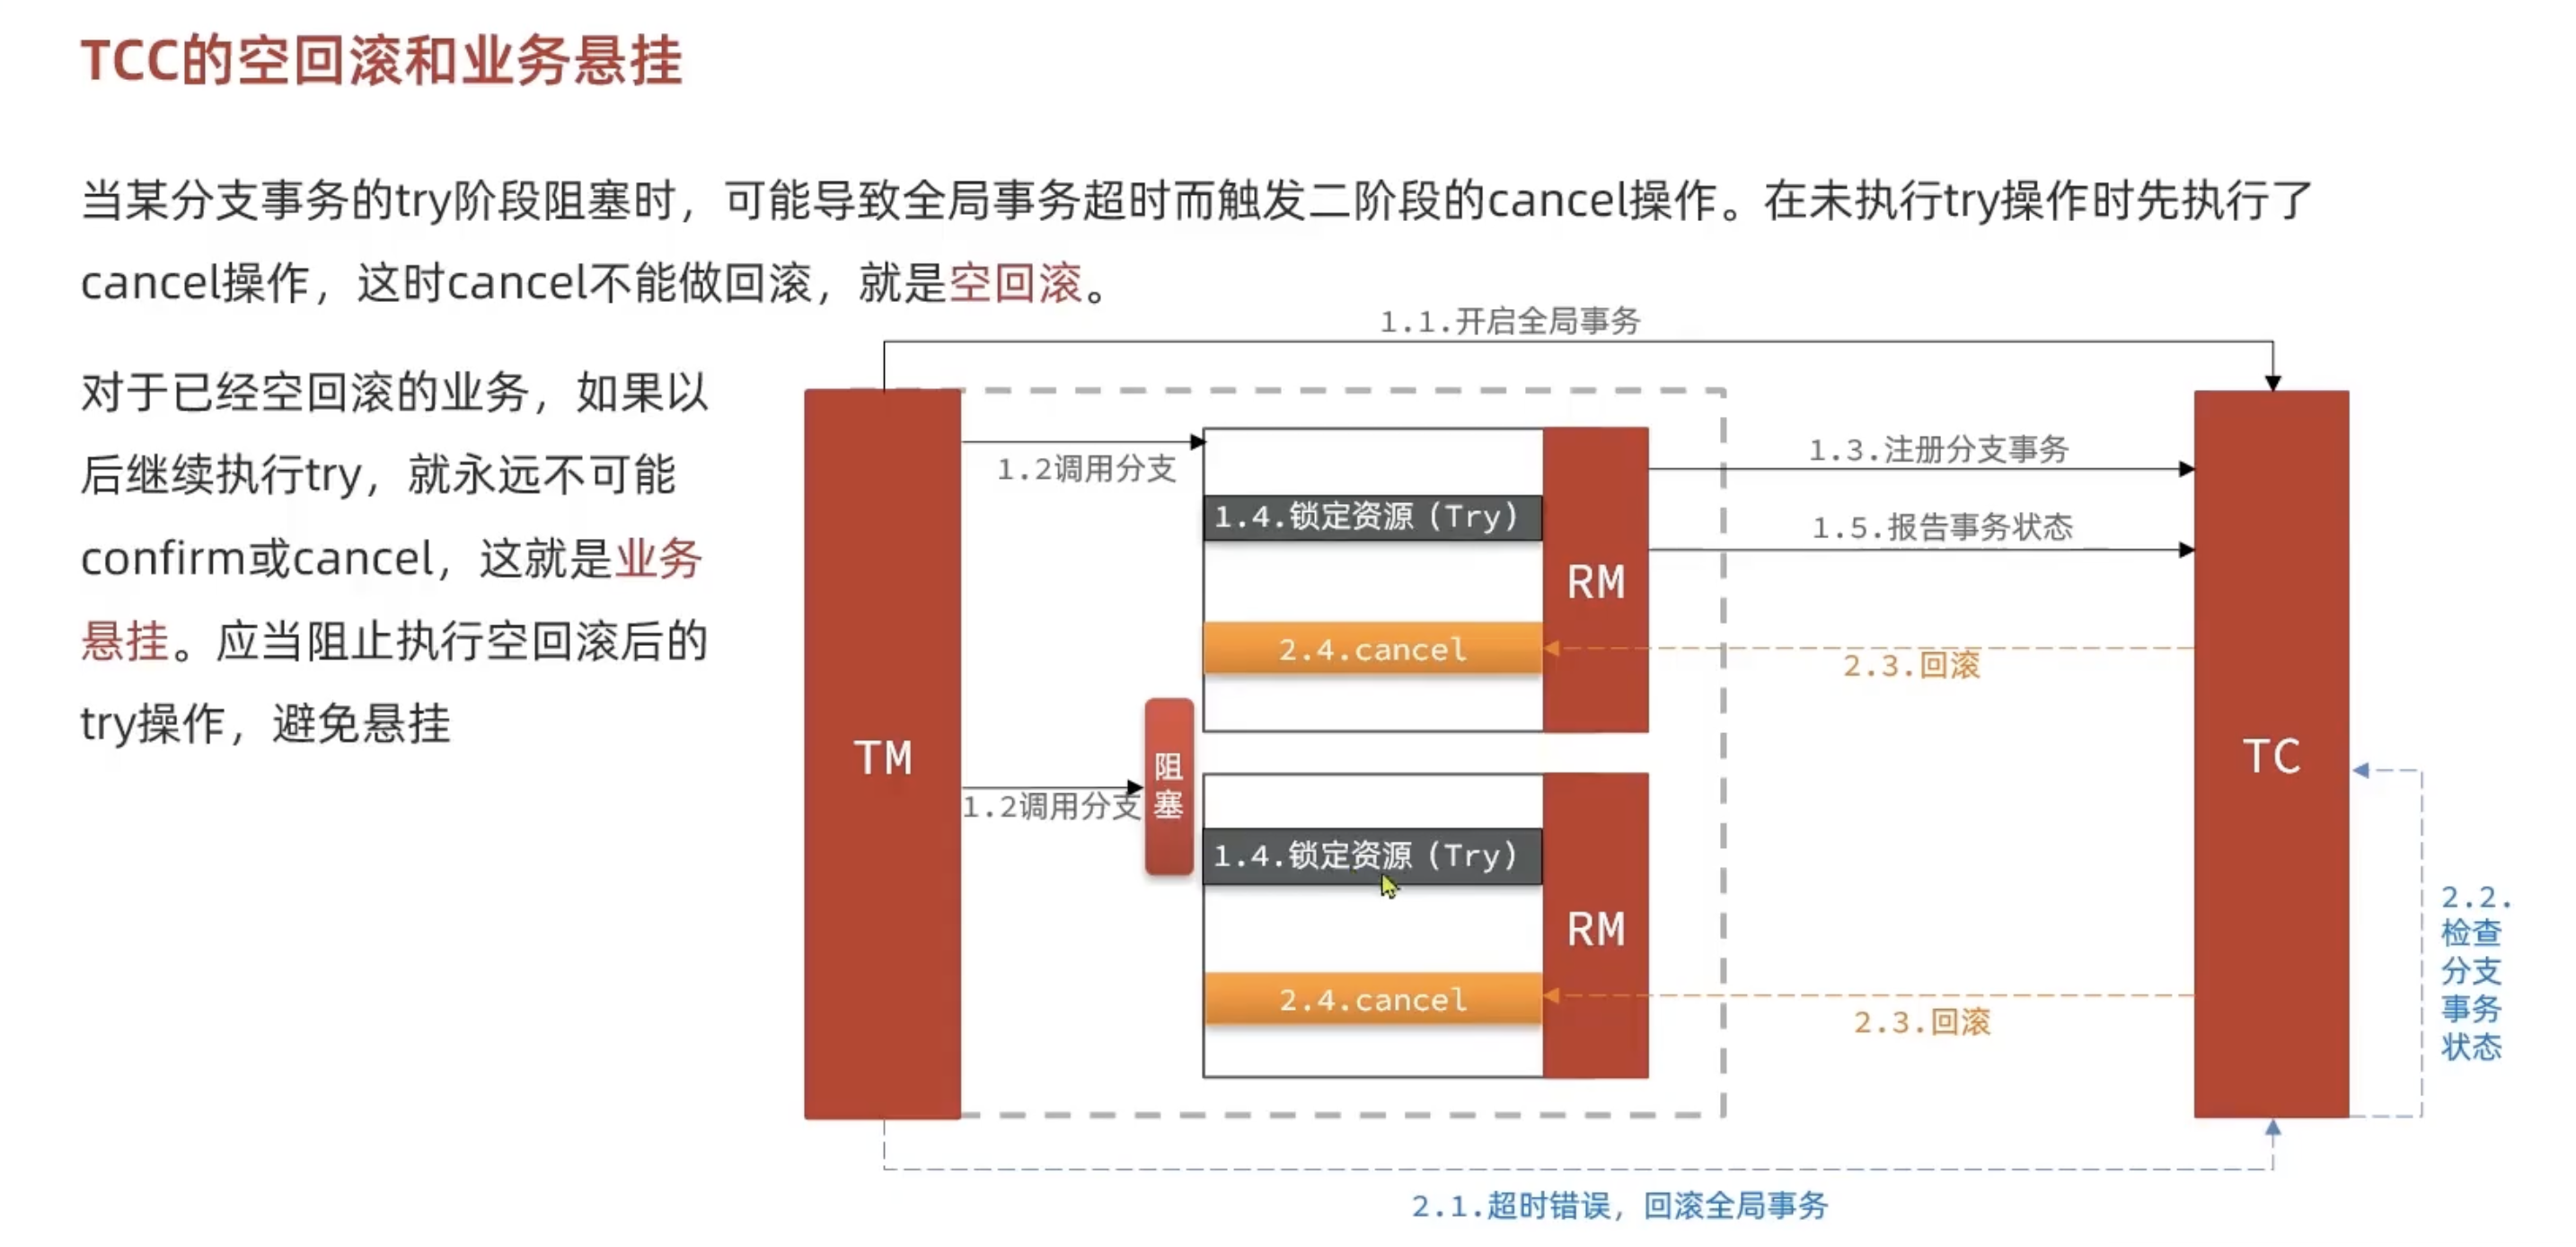 TCC的空回滚和业务悬挂
当某分支事务的try阶段阻塞时，可能导致全局事务超时而触发二阶段的cancel操作。在未执行try操作时先执行了
cancel操作，这时cancel不能做回滚，就是空回滚。
对于已经空回滚的业务，如果以
后继续执行try，就永远不可能
confirm或cancel，这就是业务
悬挂。应当阻止执行空回滚后的
try操作，避免悬挂
1.1.开启全局事务
TM
1.2调用分支
1.4.锁定资源（Try）
2.4.cancel
RM
1.3.注册分支事务
1.5.报告事务状态
2.3.回滚
1.2调用分支
阻
塞
1.4.锁定资源（Try）
2.4.cancel
RM
2.3.回滚
TC
2.2.
检查
分支
事务
状态
2.1.超时错误，回滚全局事务